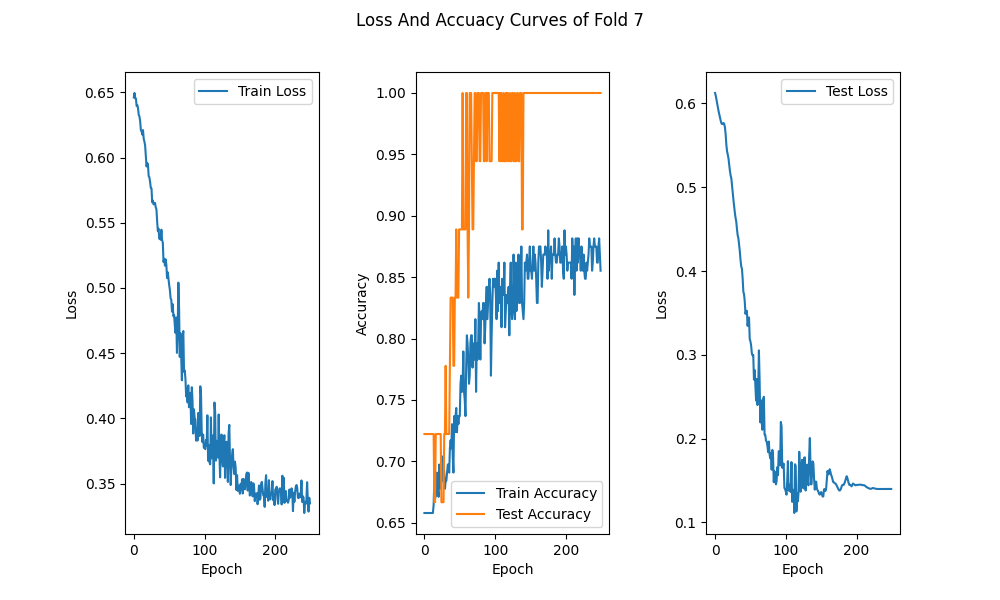 Loss And Accuacy Curves of Fold 7
Train Loss
0.65
0.60
0.55
0.50
0.45
0.40
0.35
Loss
0
100
200
Epoch
1.00
0.95
0.90
0.85
0.80
0.75
0.70
0.65
Accuracy
Train Accuracy
Test Accuracy
0
100
200
Epoch
Test Loss
0.6
0.5
0.4
0.3
0.2
0.1
Loss
0
100
200
Epoch